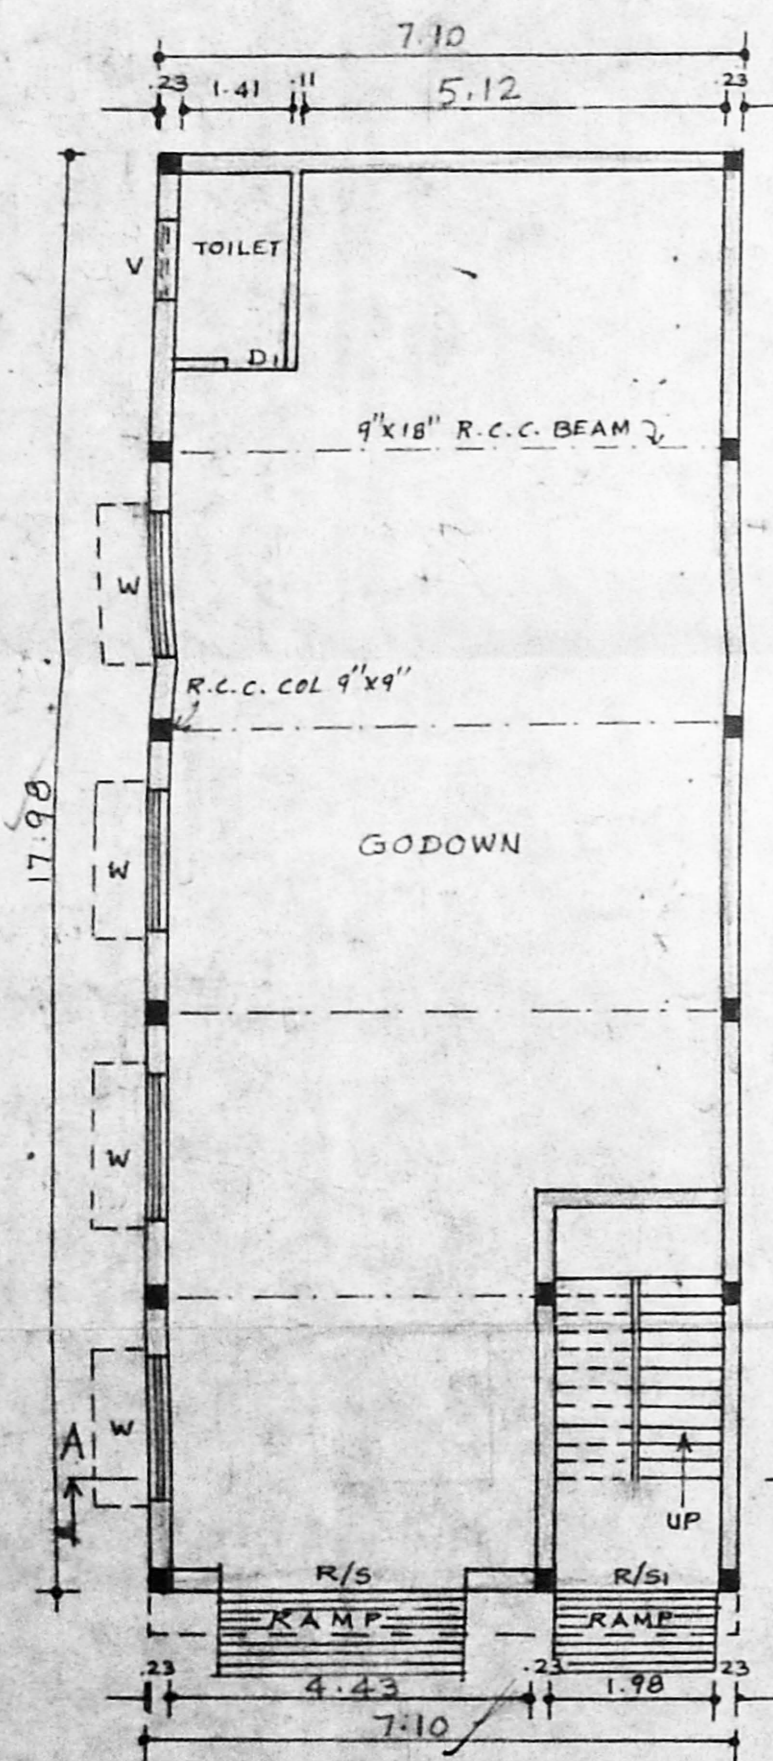 7.10
.23 1.41 .11 5.12 .23
TOILET
V
D1
9"X18" R.C.C. BEAM
W
R.C.C. COL 9"X9"
17.98
GODOWN
W
W
W
A
UP
R/S R/S1
RAMP RAMP
.23 4.43 .23 1.98 .23
7.10